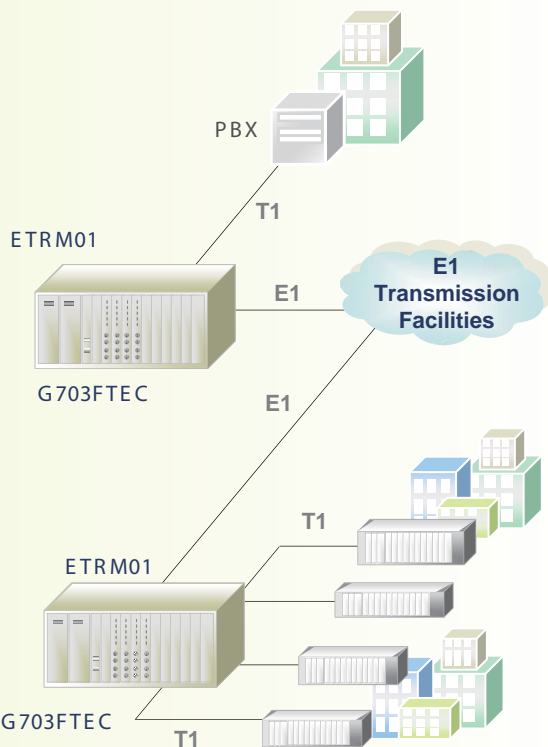 PBX
T1
ETRM01
E1
E1
Transmission
Facilities
G703FTEC
E1
T1
ETRM01
G703FTEC
T1